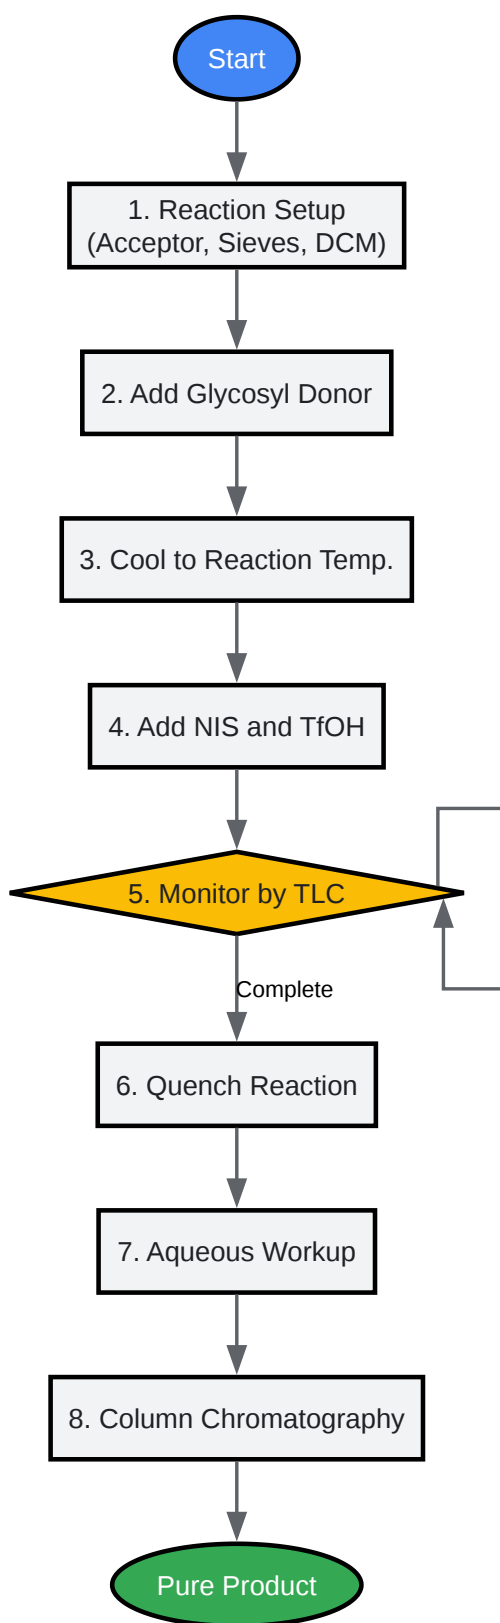 Start
1. Reaction Setup
(Acceptor, Sieves, DCM)
2. Add Glycosyl Donor
3. Cool to Reaction Temp.
4. Add NIS and TfOH
5. Monitor by TLC
Complete
6. Quench Reaction
7. Aqueous Workup
8. Column Chromatography
Pure Product